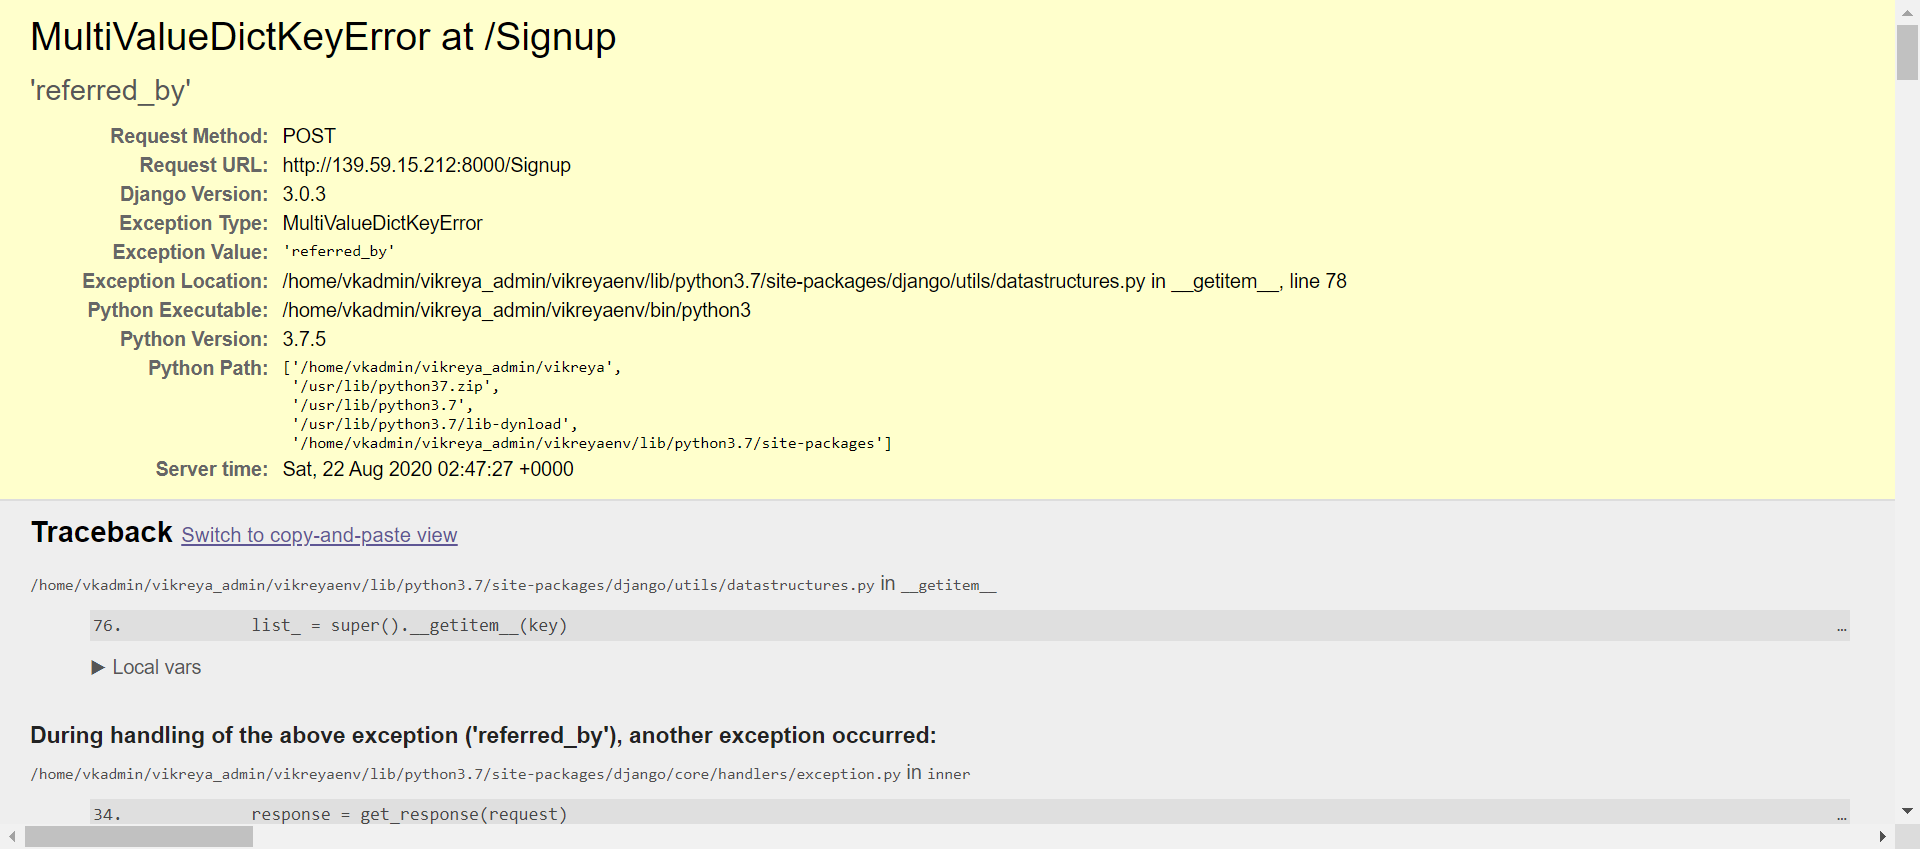 MultiValueDictKeyError at /Signup
'referred_by'
Request Method: POST
Request URL: http://139.59.15.212:8000/Signup
Django Version: 3.0.3
Exception Type: MultiValueDictKeyError
Exception Value: 'referred_by'
Exception Location: /home/vkadmin/vikreya_admin/vikreyaenv/lib/python3.7/site-packages/django/utils/datastructures.py in __getitem__, line 78
Python Executable: /home/vkadmin/vikreya_admin/vikreyaenv/bin/python3
Python Version: 3.7.5
Python Path: ['/home/vkadmin/vikreya_admin/vikreya',
'/usr/lib/python37.zip',
'/usr/lib/python3.7',
'/usr/lib/python3.7/lib-dynload',
'/home/vkadmin/vikreya_admin/vikreyaenv/lib/python3.7/site-packages']
Server time: Sat, 22 Aug 2020 02:47:27 +0000
Traceback Switch to copy-and-paste view
/home/vkadmin/vikreya_admin/vikreyaenv/lib/python3.7/site-packages/django/utils/datastructures.py in __getitem__
76. list_ = super().__getitem__(key) …
▶ Local vars
During handling of the above exception ('referred_by'), another exception occurred:
/home/vkadmin/vikreya_admin/vikreyaenv/lib/python3.7/site-packages/django/core/handlers/exception.py in inner
34. response = get_response(request) …